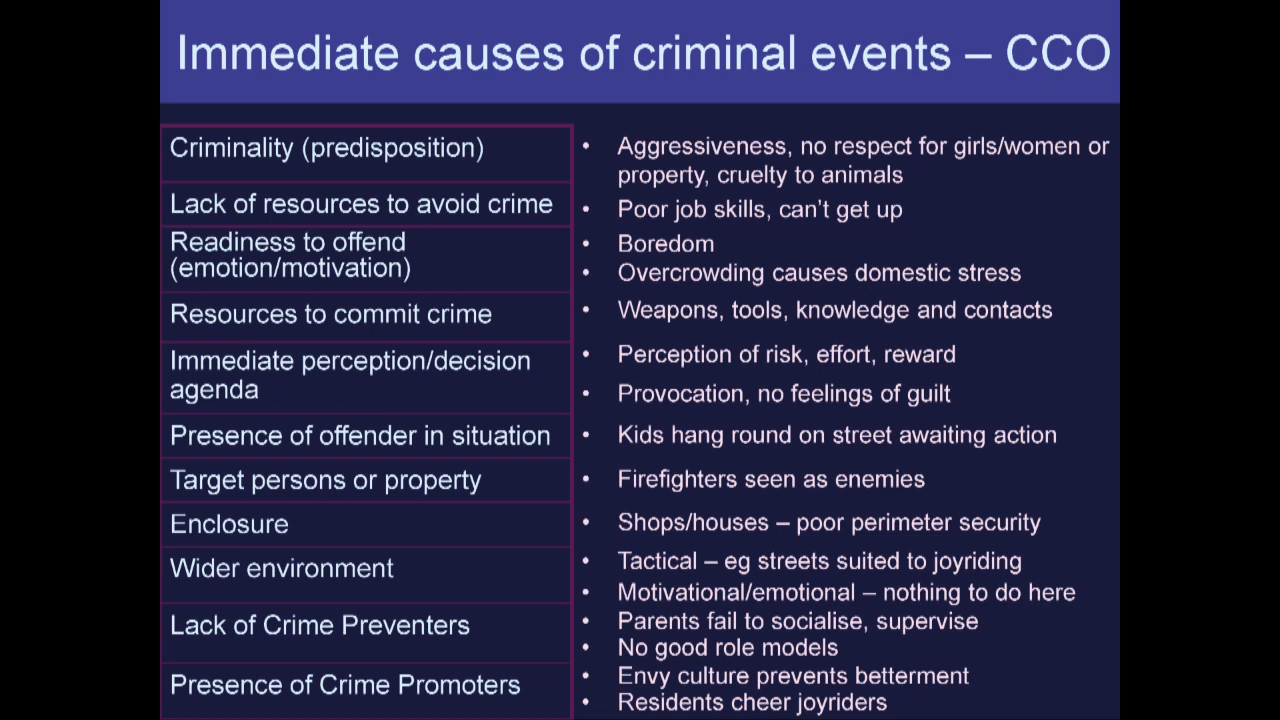 Immediate causes of criminal events – CCO
Criminality (predisposition)
• Aggressiveness, no respect for girls/women or
property, cruelty to animals
Lack of resources to avoid crime
• Poor job skills, can't get up
Readiness to offend
(emotion/motivation)
• Boredom
• Overcrowding causes domestic stress
Resources to commit crime
• Weapons, tools, knowledge and contacts
Immediate perception/decision
agenda
• Perception of risk, effort, reward
• Provocation, no feelings of guilt
Presence of offender in situation
• Kids hang round on street awaiting action
Target persons or property
• Firefighters seen as enemies
Enclosure
• Shops/houses – poor perimeter security
Wider environment
• Tactical – eg streets suited to joyriding
• Motivational/emotional – nothing to do here
Lack of Crime Preventers
• Parents fail to socialise, supervise
• No good role models
Presence of Crime Promoters
• Envy culture prevents betterment
• Residents cheer joyriders